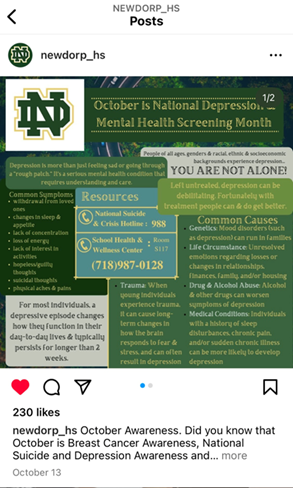 NEWDORP_HS
Posts
newdorp_hs
1/2
ND
October is National Depression &
Mental Health Screening Month
Depression is more than just feeling sad or going through
a "rough patch." It's a serious mental health condition that
requires understanding and care.
People of all ages, genders & racial, ethnic & socioeconomic
backgrounds experience depression..
YOU ARE NOT ALONE!
Left untreated, depression can be
debilitating. Fortunately with
treatment people can & do get better.
Common Symptoms
• withdrawal from loved
ones
• changes in sleep &
appetite
• lack of concentration
• loss of energy
• lack of interest in
activities
• hopeless/guilty
thoughts
• suicidal thoughts
• physical aches & pains
Resources
National Suicide
& Crisis Hotline : 988
School Health & : Room
Wellness Center S117
(718)987-0128
Common Causes
• Genetics: Mood disorders (such
as depression) can run in families
• Life Circumstance: Unresolved
emotions regarding losses or
changes in relationships,
finances, family and/or housing
• Drug & Alcohol Abuse: Alcohol
& other drugs can worsen
symptoms of depression
• Medical Conditions: Individuals
with a history of sleep
disturbances, chronic pain,
and/or sudden chronic illness
can be more likely to develop
depression
• Trauma: When
young individuals
experience trauma,
it can cause long-
term changes in
how the brain
responds to fear &
stress, and can often
result in depression
For most individuals, a
depressive episode changes
how they function in their
day-to-day lives & typically
persists for longer than 2
weeks.
230 likes
newdorp_hs October Awareness. Did you know that
October is Breast Cancer Awareness, National
Suicide and Depression Awareness and... more
October 13